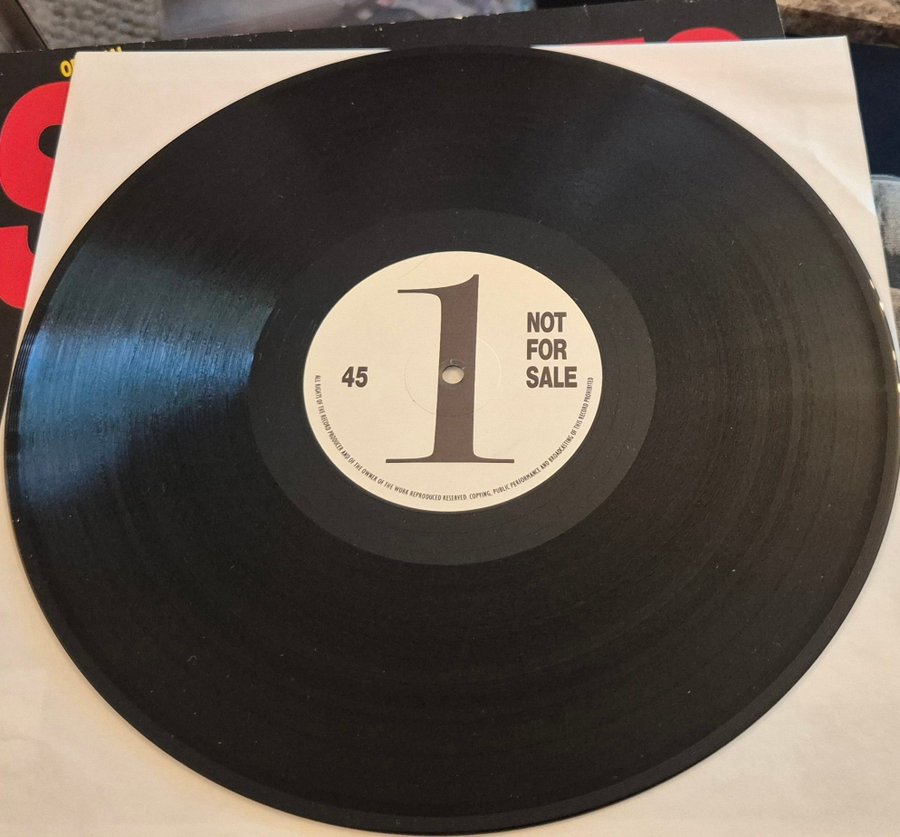 1
NOT
FOR
SALE
45
ALL RIGHTS OF THE RECORD PRODUCER AND OF THE OWNER OF THE WORK REPRODUCED RESERVED. COPYING, PUBLIC PERFORMANCE AND BROADCASTING OF THIS RECORD PROHIBITED